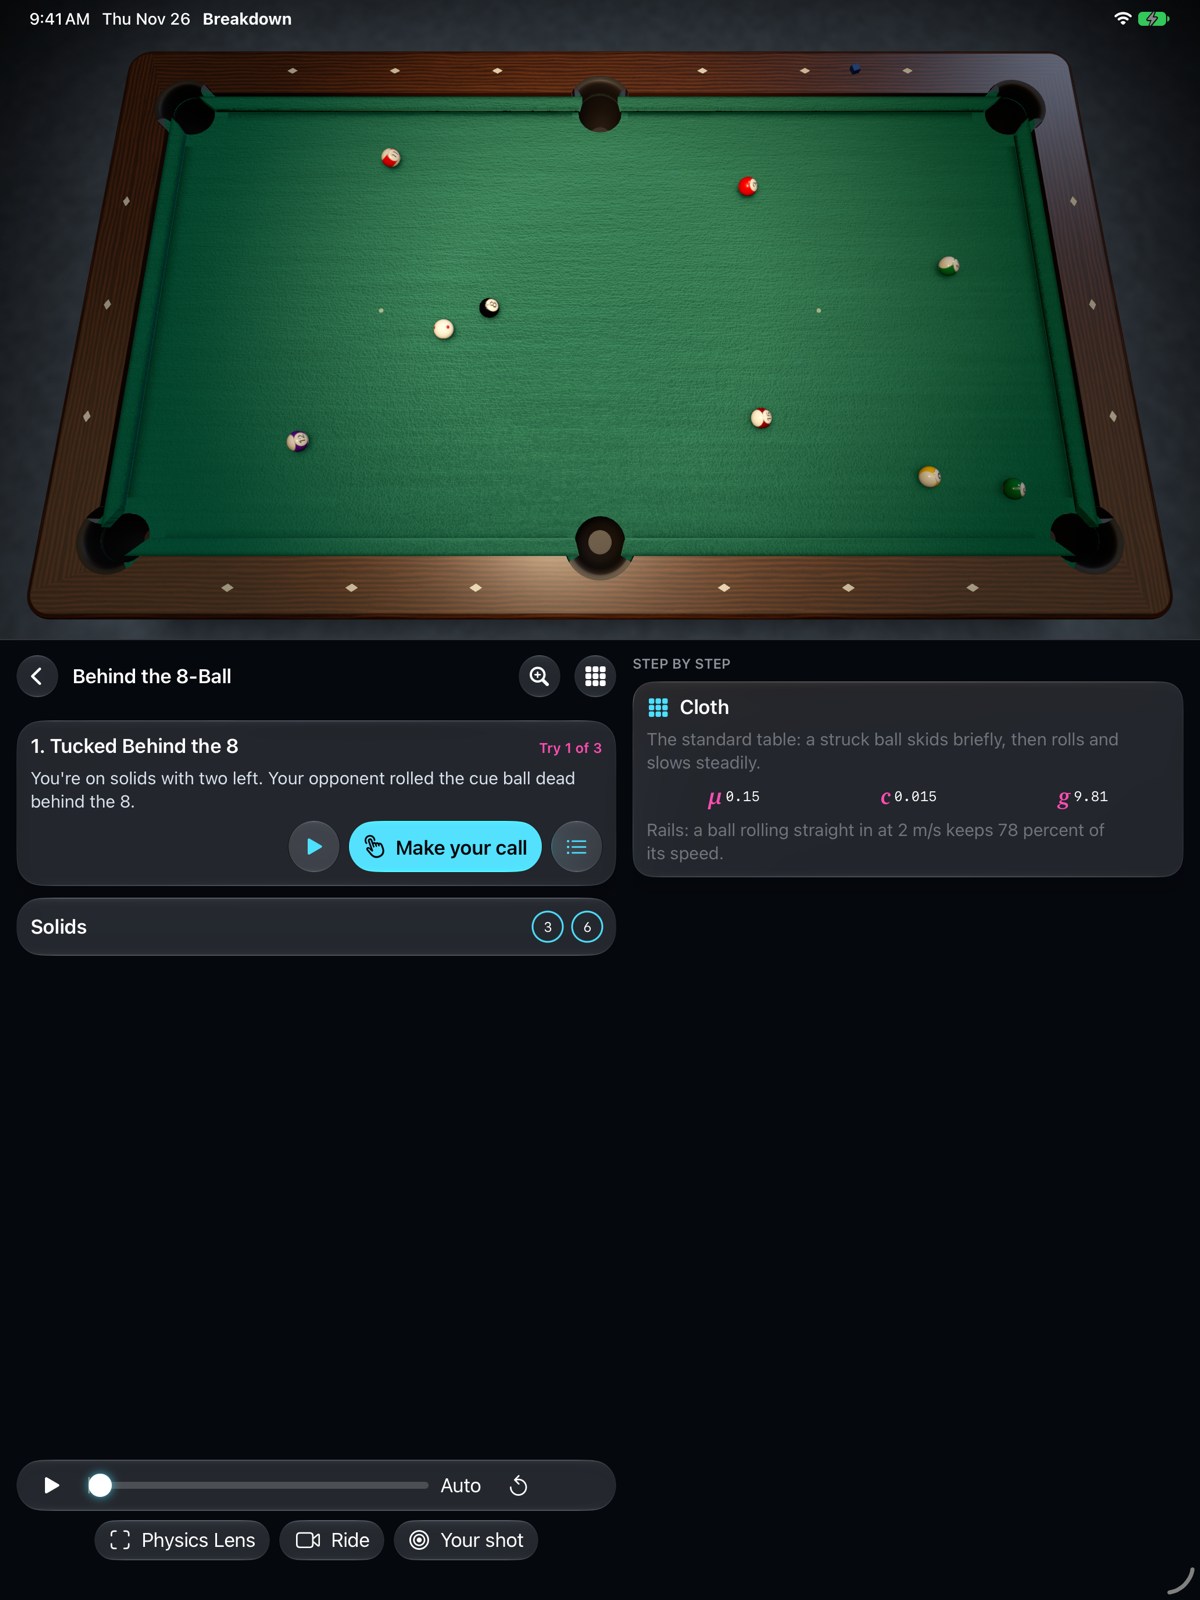 9:41 AM Thu Nov 26 Breakdown
Behind the 8-Ball
1. Tucked Behind the 8
Try 1 of 3
You're on solids with two left. Your opponent rolled the cue ball dead
behind the 8.
Make your call
Solids
3 6
STEP BY STEP
Cloth
The standard table: a struck ball skids briefly, then rolls and
slows steadily.
μ 0.15 c 0.015 g 9.81
Rails: a ball rolling straight in at 2 m/s keeps 78 percent of
its speed.
Auto
Physics Lens
Ride
Your shot